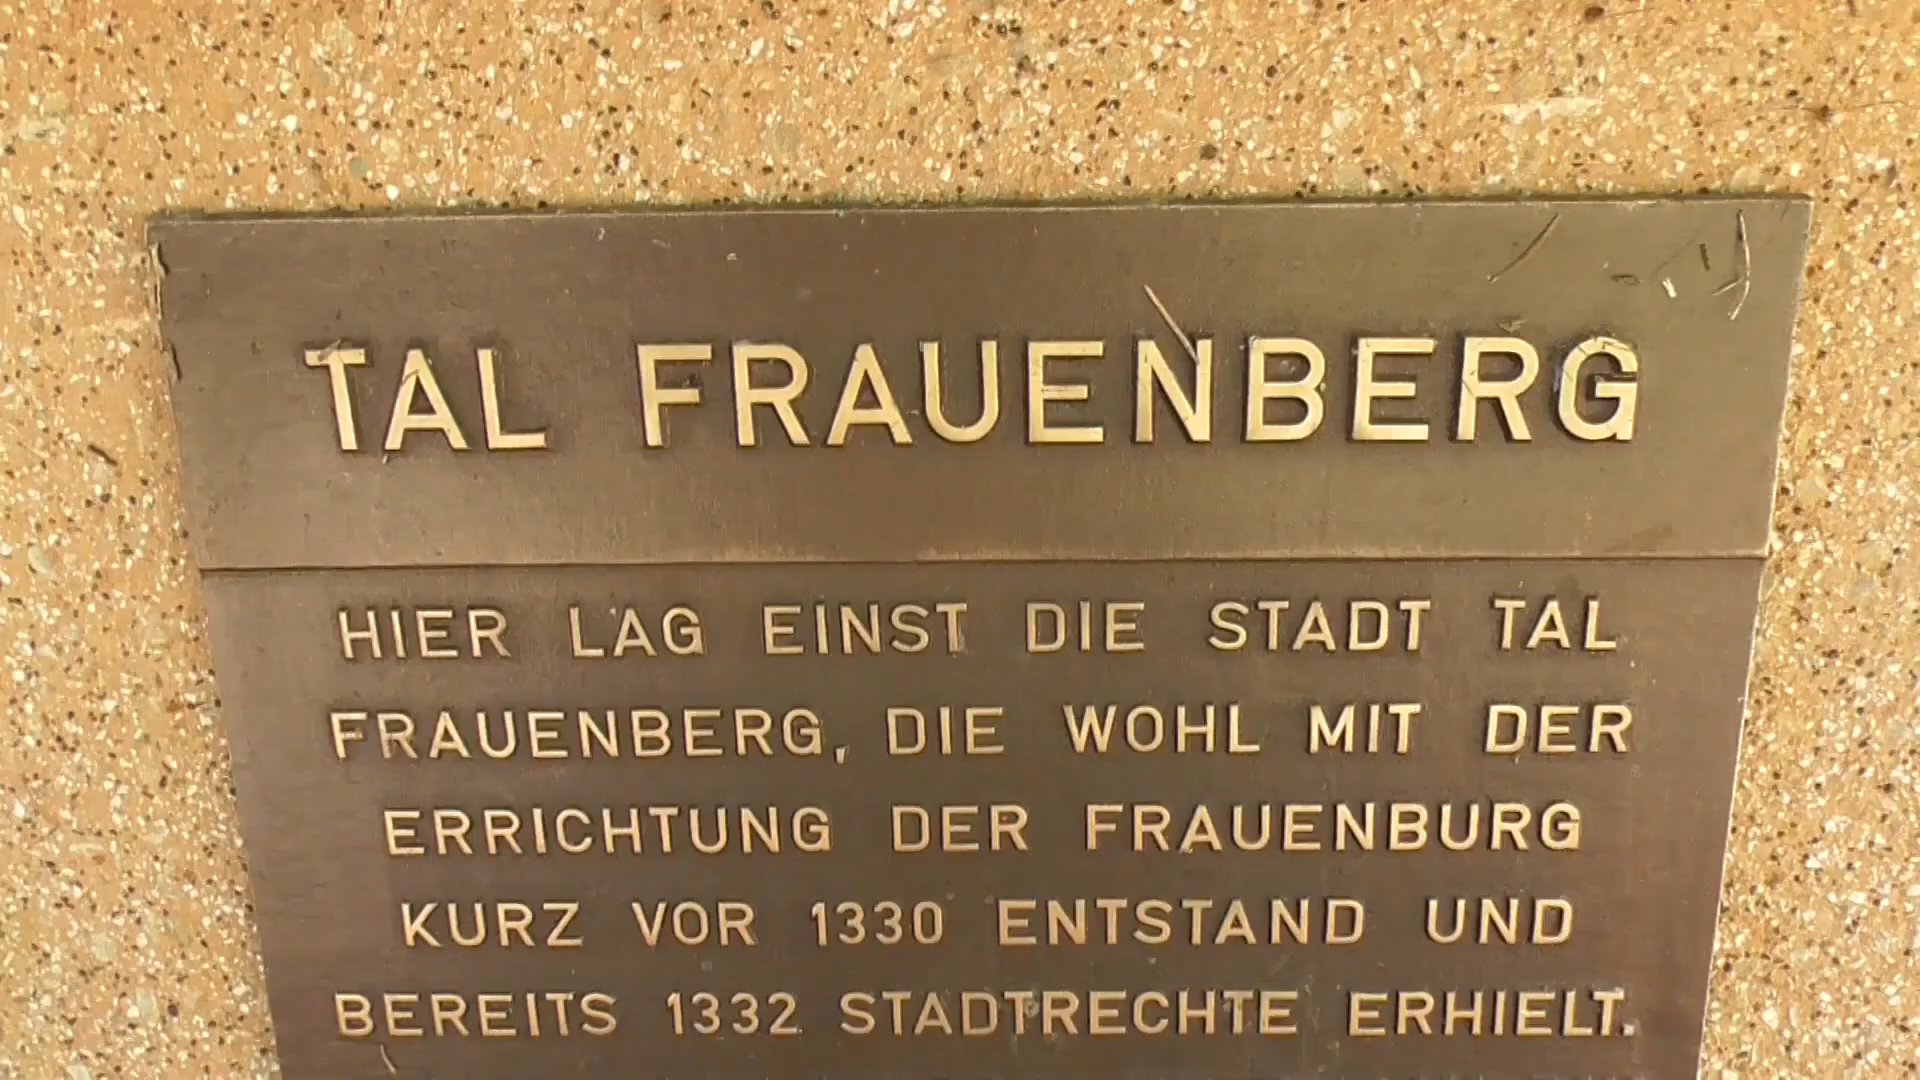 TAL FRAUENBERG
HIER LAG EINST DIE STADT TAL
FRAUENBERG, DIE WOHL MIT DER
ERRICHTUNG DER FRAUENBURG
KURZ VOR 1330 ENTSTAND UND
BEREITS 1332 STADTRECHTE ERHIELT.